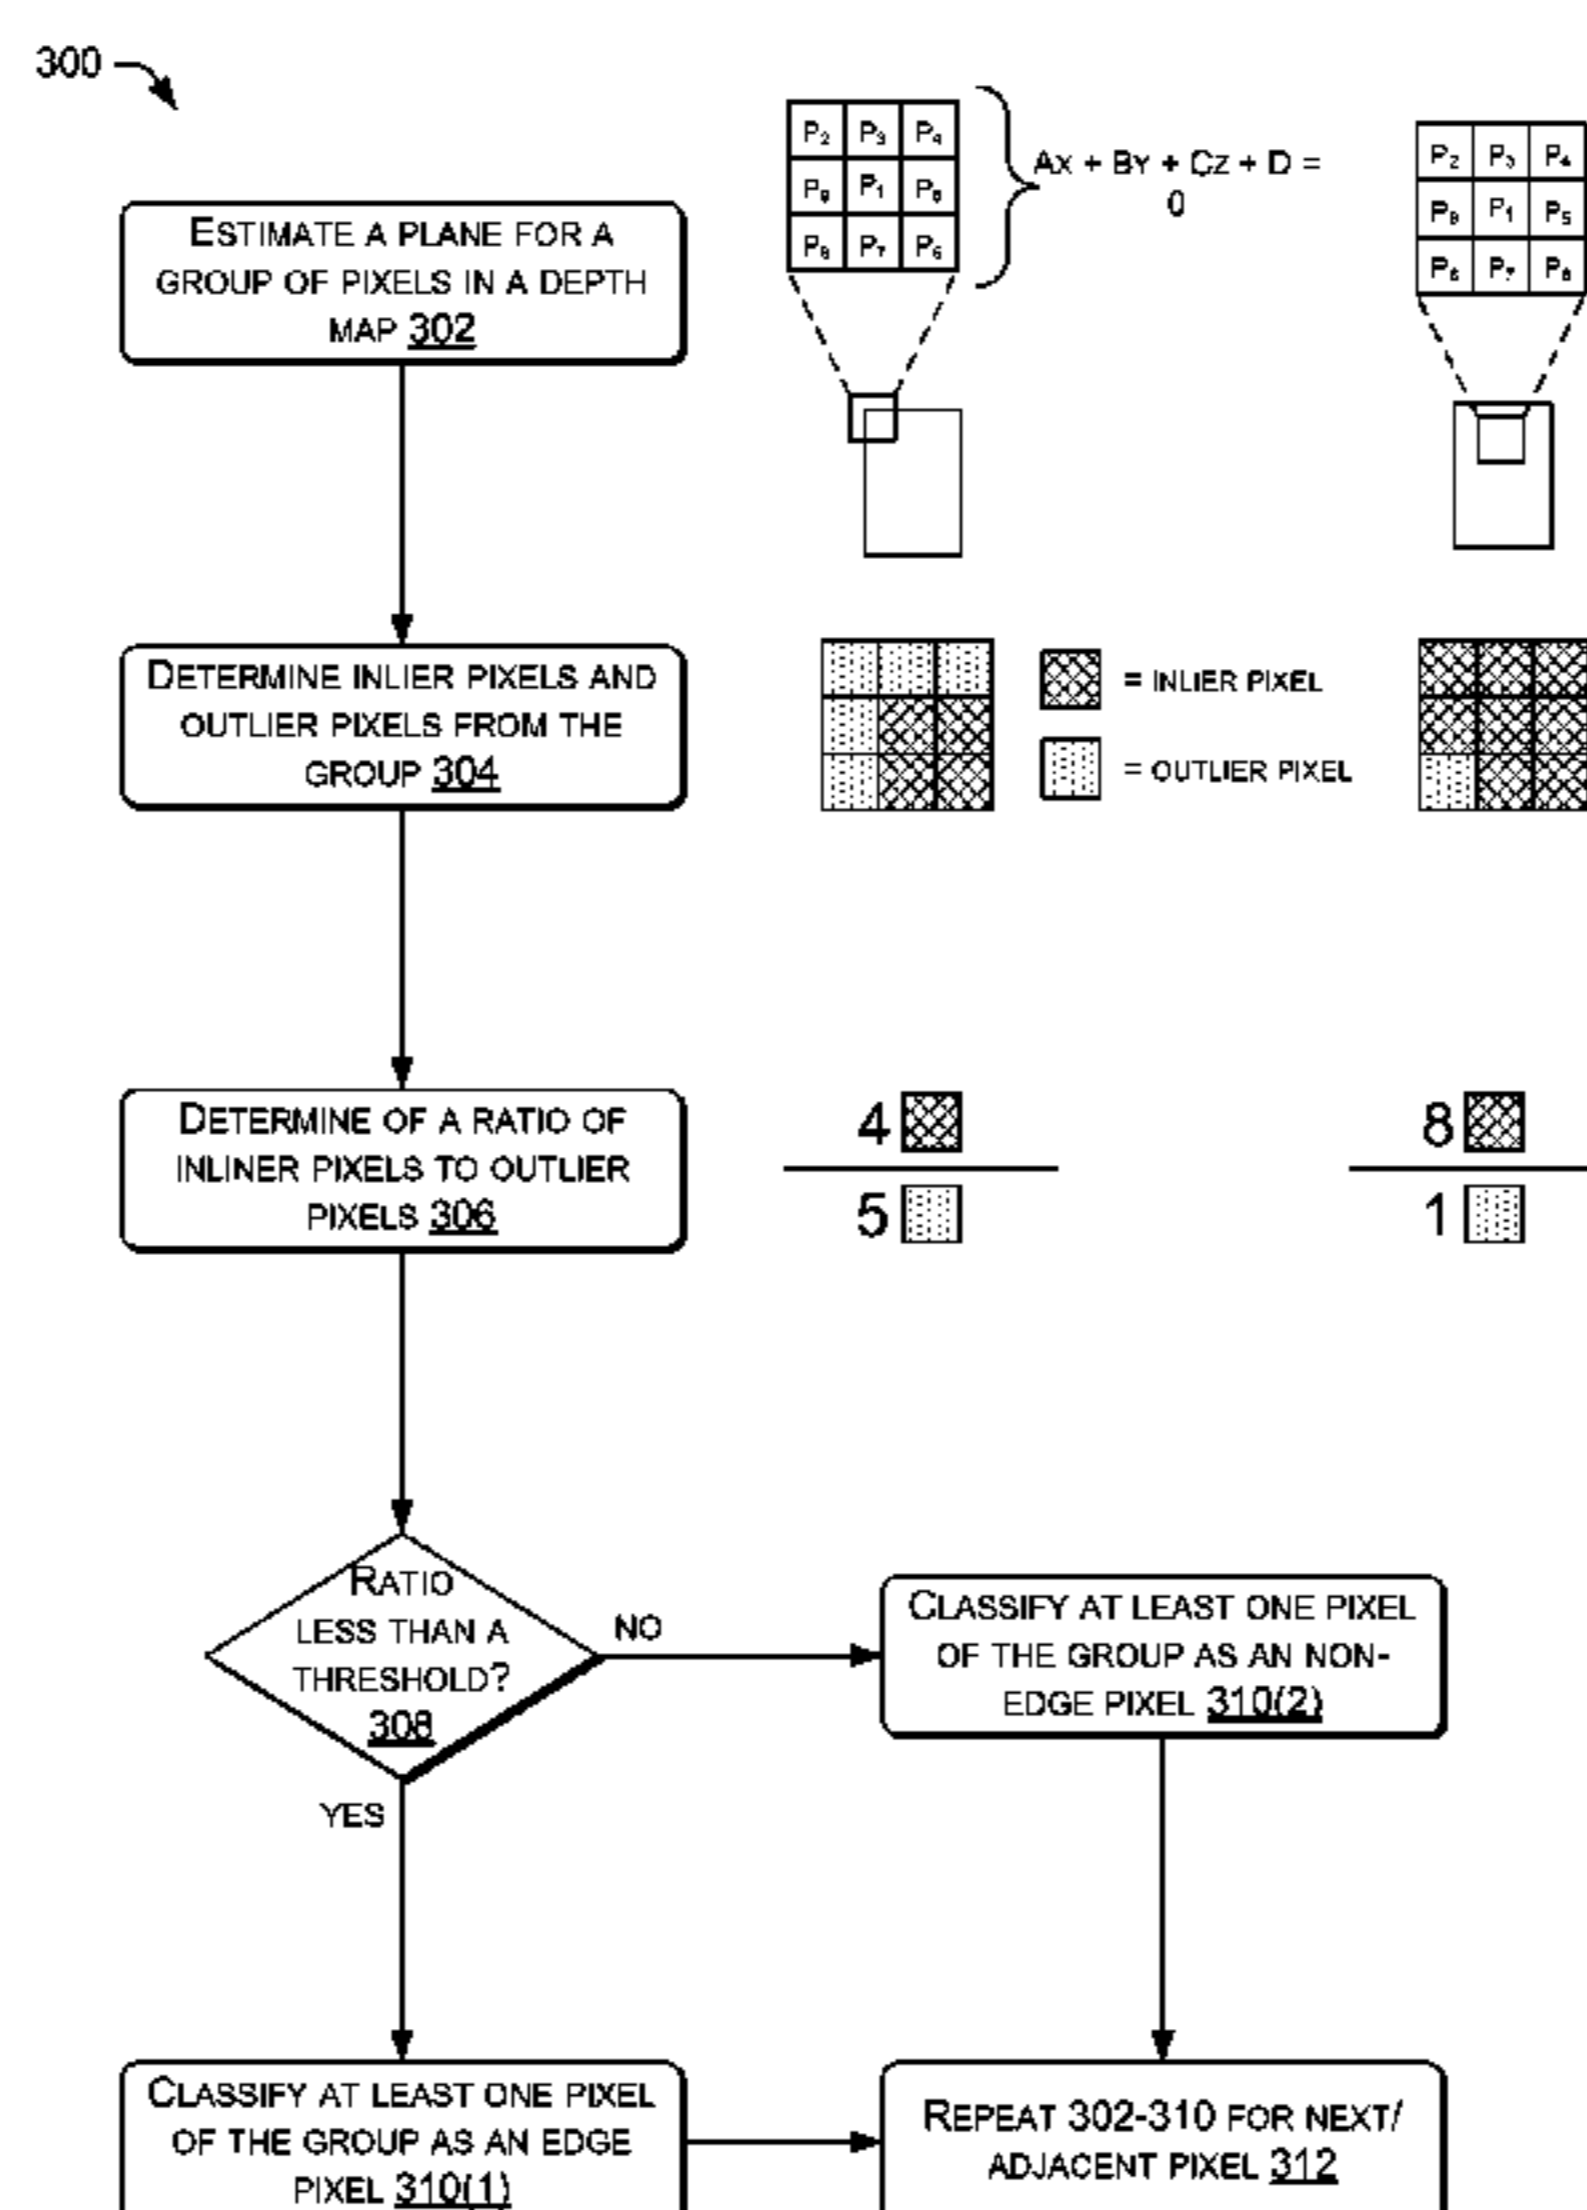 300
P2 P3 P4
P9 P1 P5
P8 P7 P6
Ax + By + Cz + D =
0
P2 P3 P4
P9 P1 P5
P7
ESTIMATE A PLANE FOR A
GROUP OF PIXELS IN A DEPTH
MAP 302
DETERMINE INLIER PIXELS AND
OUTLIER PIXELS FROM THE
GROUP 304
= INLIER PIXEL
= OUTLIER PIXEL
DETERMINE OF A RATIO OF
INLINER PIXELS TO OUTLIER
PIXELS 306
4
5
8
1
RATIO
LESS THAN A
THRESHOLD?
308
NO
YES
CLASSIFY AT LEAST ONE PIXEL
OF THE GROUP AS AN NON-
EDGE PIXEL 310(2)
CLASSIFY AT LEAST ONE PIXEL
OF THE GROUP AS AN EDGE
PIXEL 310(1)
REPEAT 302-310 FOR NEXT/
ADJACENT PIXEL 312